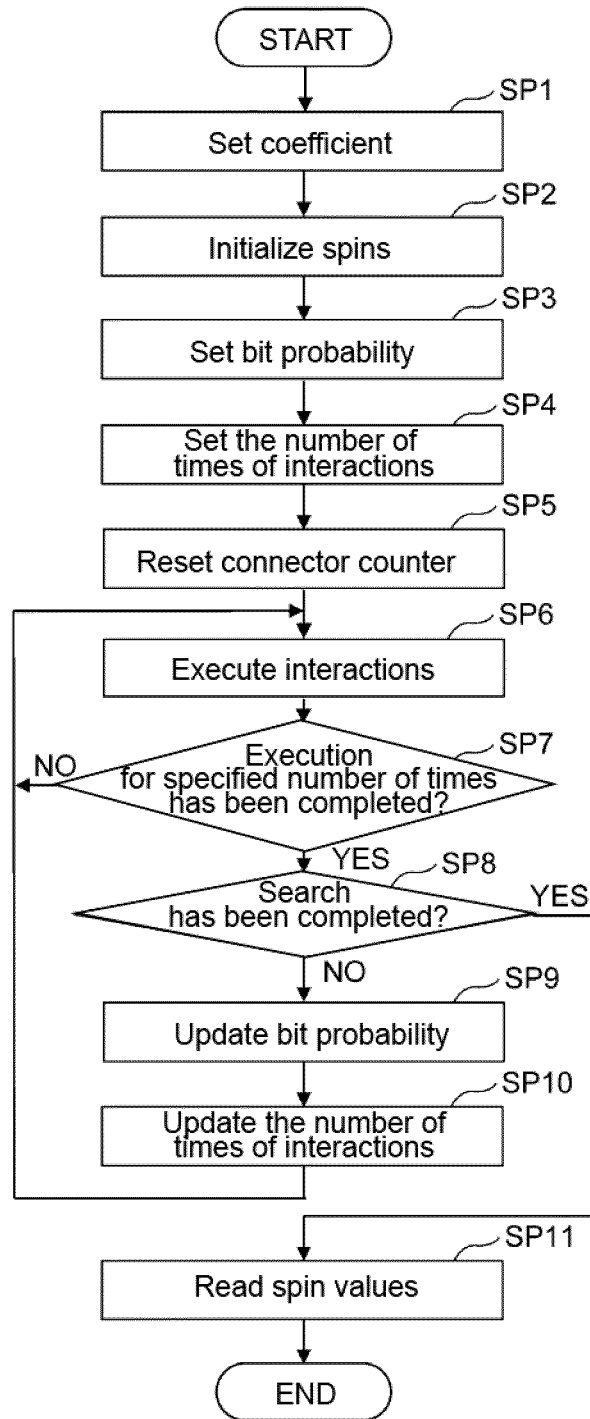 START
SP1
Set coefficient
SP2
Initialize spins
SP3
Set bit probability
SP4
Set the number of
times of interactions
SP5
Reset connector counter
SP6
Execute interactions
SP7
Execution
for specified number of times
has been completed?
NO
YES
SP8
Search
has been completed?
YES
NO
SP9
Update bit probability
SP10
Update the number of
times of interactions
SP11
Read spin values
END